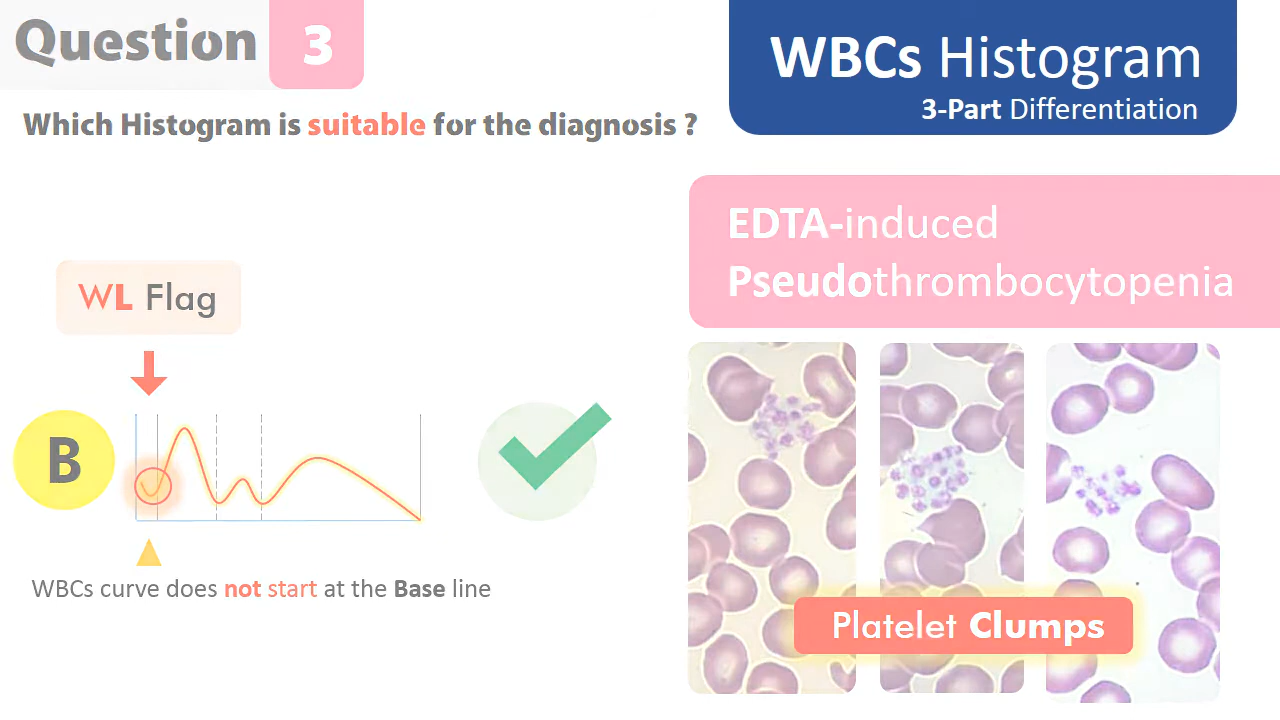 Question 3
Which Histogram is suitable for the diagnosis ?
WBCs Histogram
3-Part Differentiation
EDTA-induced
Pseudothrombocytopenia
WL Flag
B
WBCs curve does not start at the Base line
Platelet Clumps